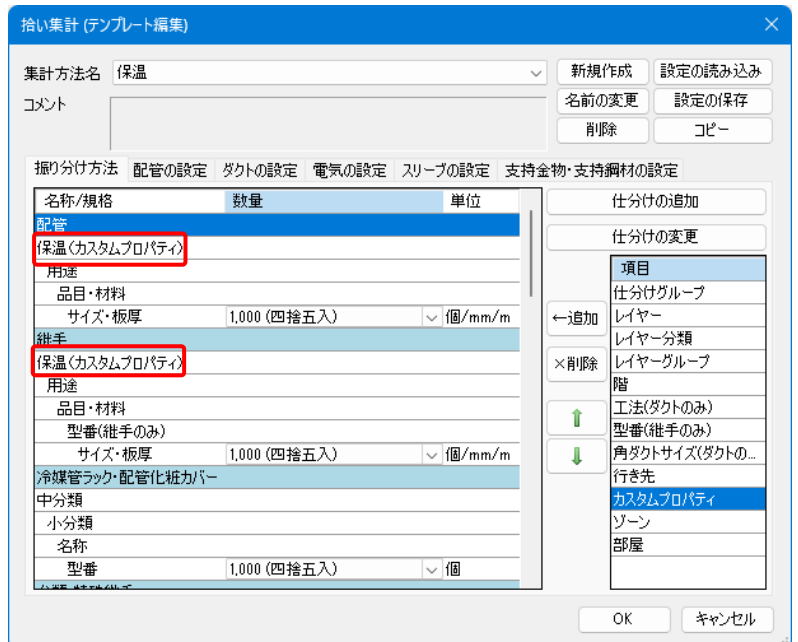 拾い集計 (テンプレート編集)
集計方法名 保温
新規作成 設定の読み込み
コメント
名前の変更 設定の保存
削除 コピー
振り分け方法 配管の設定 ダクトの設定 電気の設定 スリーブの設定 支持金物・支持鋼材の設定
名称/規格 数量 単位
配管
保温(カスタムプロパティ)
用途
品目・材料
サイズ・板厚 1,000 (四捨五入) 個/mm/m
継手
保温(カスタムプロパティ)
用途
品目・材料
型番(継手のみ)
サイズ・板厚 1,000 (四捨五入) 個/mm/m
冷媒管ラック・配管化粧カバー
中分類
小分類
名称
型番 1,000 (四捨五入) 個
仕分けの追加
仕分けの変更
←追加
×削除
項目
仕分けグループ
レイヤー
レイヤー分類
レイヤーグループ
階
工法(ダクトのみ)
型番(継手のみ)
角ダクトサイズ(ダクトの...
行き先
カスタムプロパティ
ゾーン
部屋
OK キャンセル